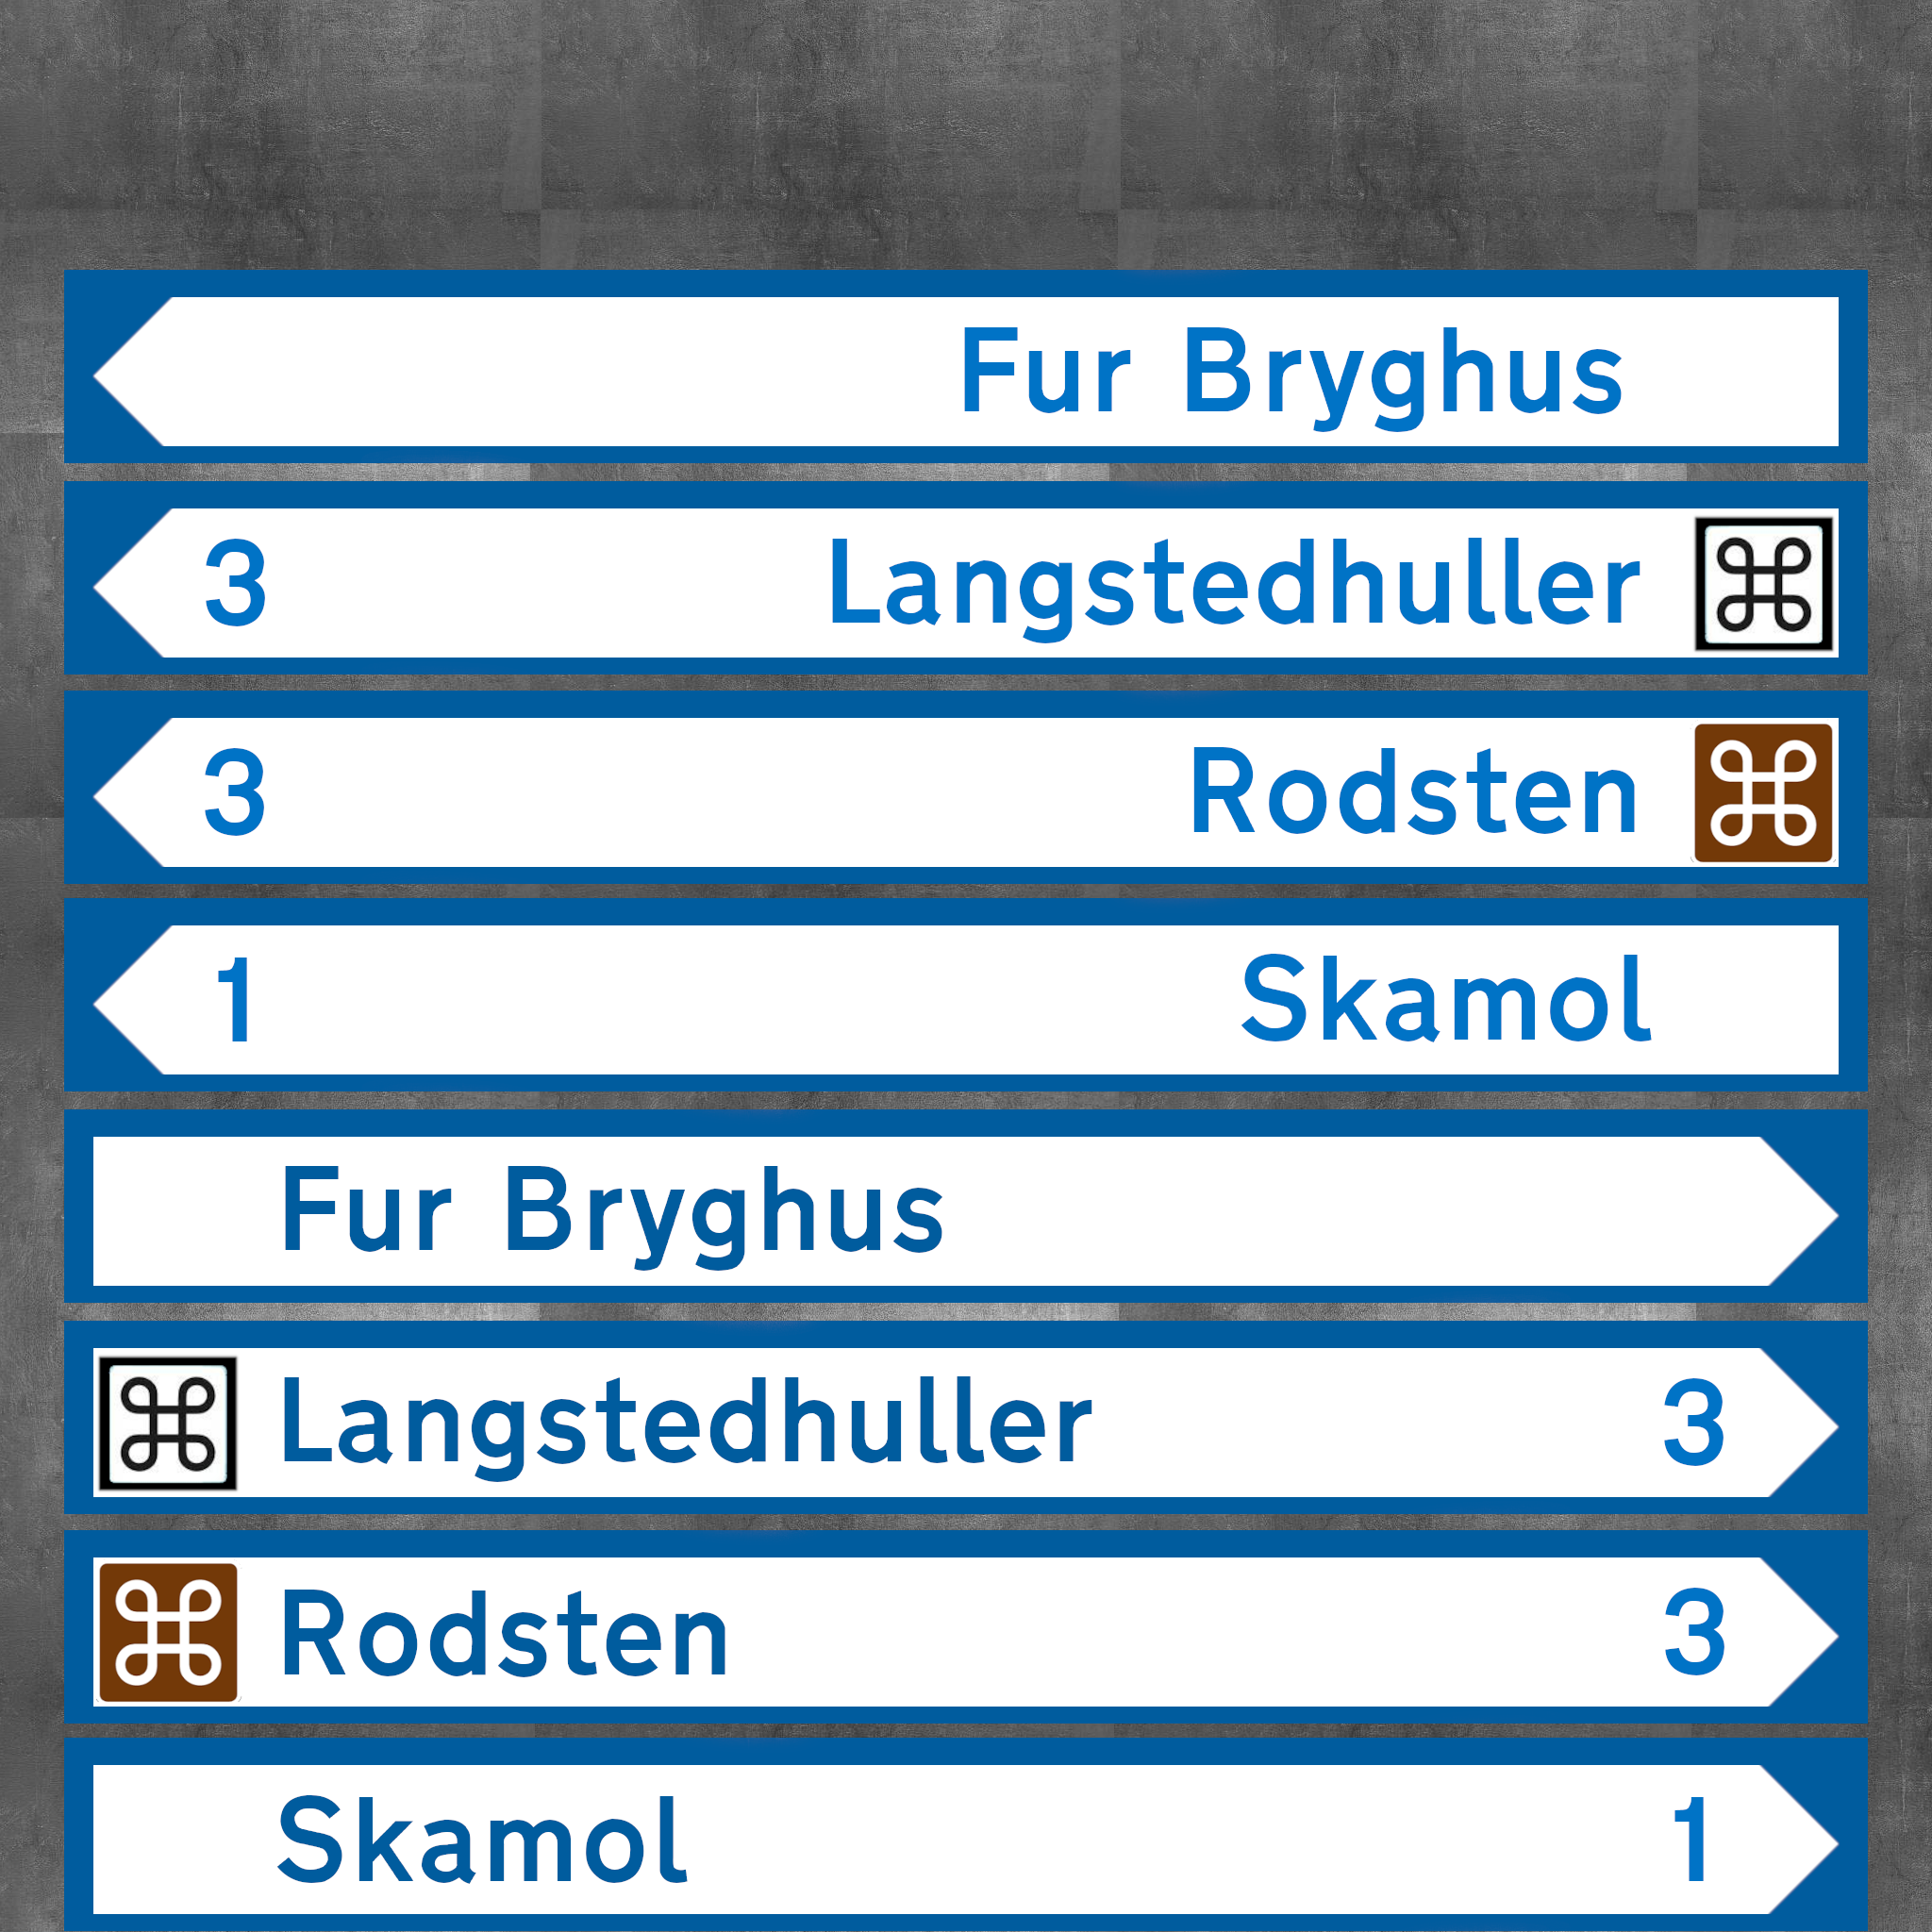 Fur Bryghus
3 Langstedhuller
3 Rodsten
1 Skamol
Fur Bryghus
Langstedhuller 3
Rodsten 3
Skamol 1